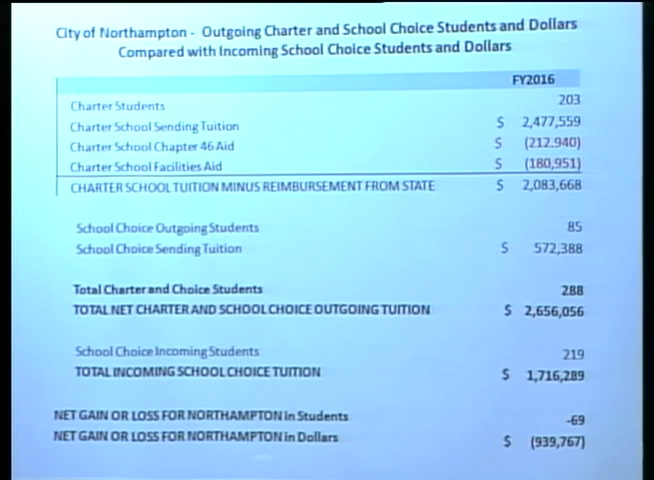 City of Northampton - Outgoing Charter and School Choice Students and Dollars
Compared with Incoming School Choice Students and Dollars
FY2016
Charter Students 203
Charter School Sending Tuition $ 2,477,559
Charter School Chapter 46 Aid $ (212.940)
Charter School Facilities Aid $ (180,951)
CHARTER SCHOOL TUITION MINUS REIMBURSEMENT FROM STATE $ 2,083,668
School Choice Outgoing Students 85
School Choice Sending Tuition $ 572,388
Total Charter and Choice Students 288
TOTAL NET CHARTER AND SCHOOL CHOICE OUTGOING TUITION $ 2,656,056
School Choice Incoming Students 219
TOTAL INCOMING SCHOOL CHOICE TUITION $ 1,716,289
NET GAIN OR LOSS FOR NORTHAMPTON in Students -69
NET GAIN OR LOSS FOR NORTHAMPTON in Dollars $ (939,767)